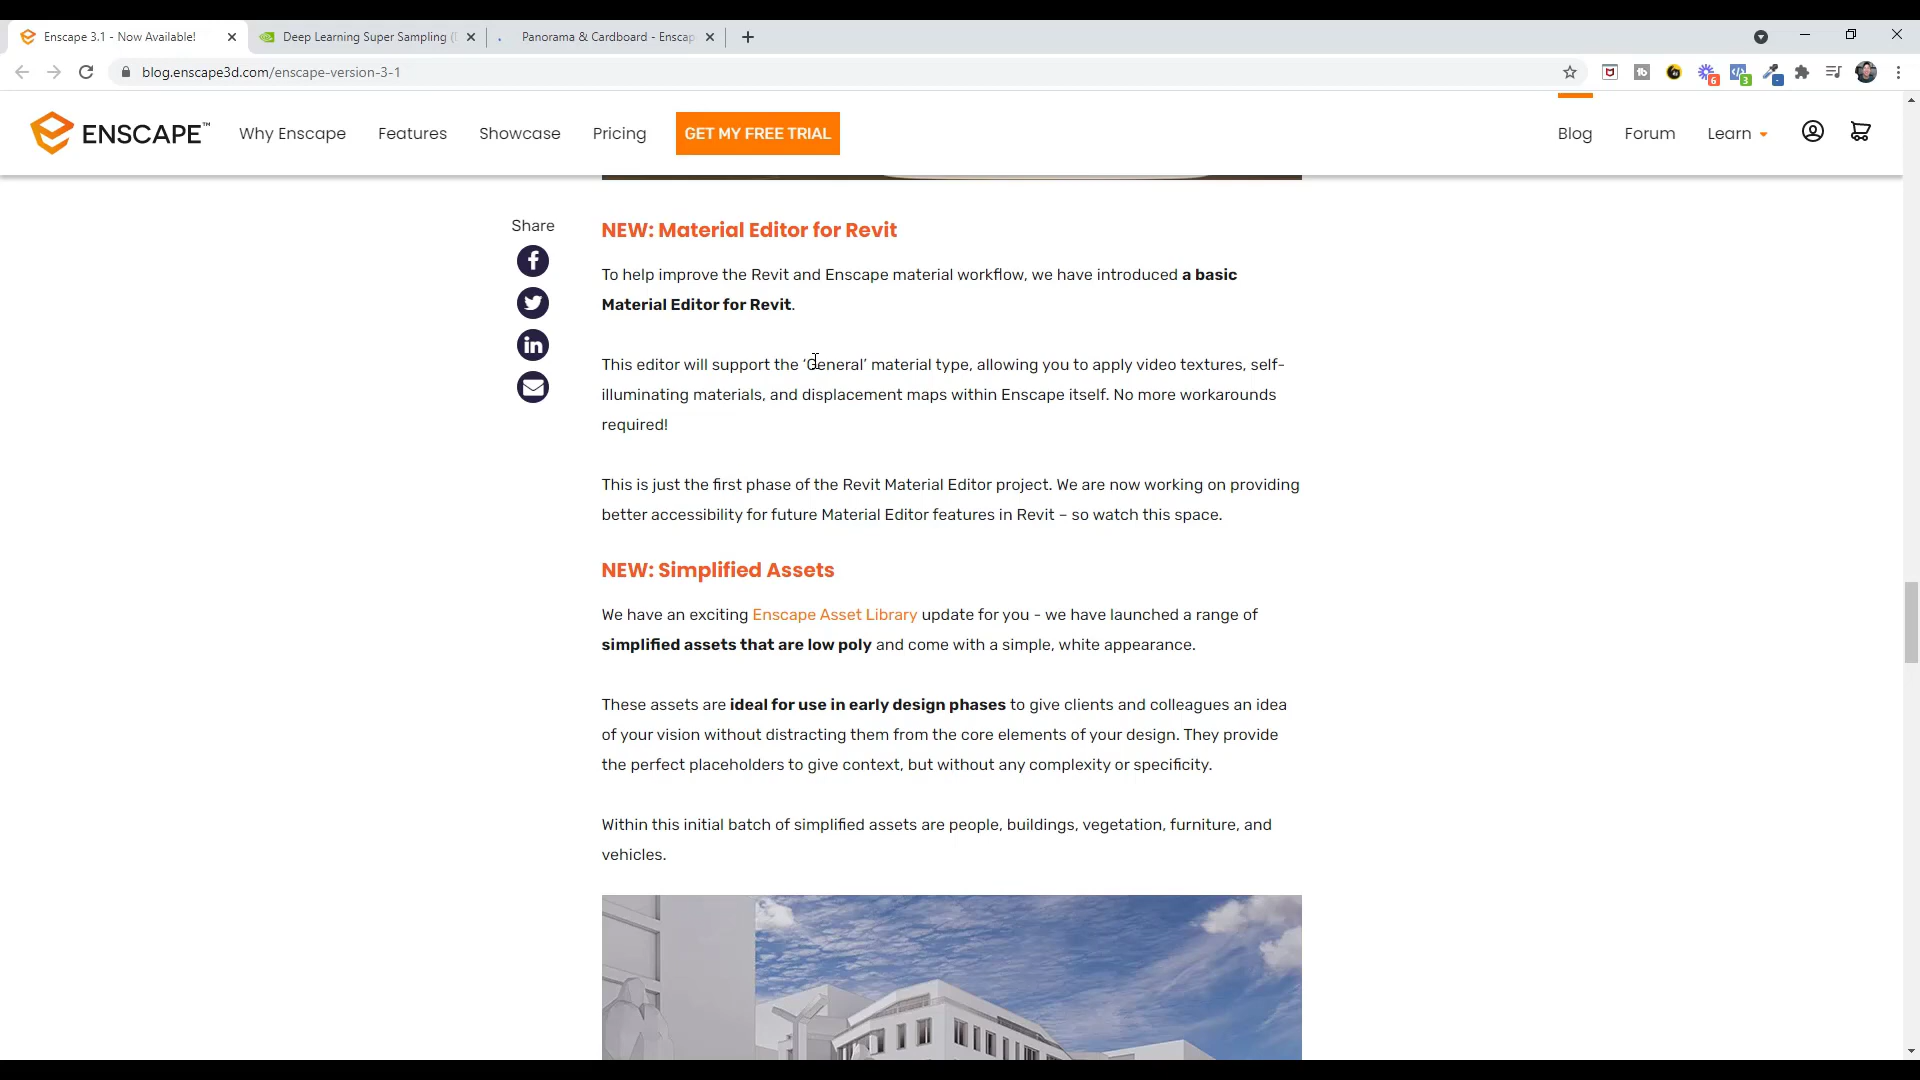 Enscape 3.1 - Now Available!
Deep Learning Super Sampling (D
Panorama & Cardboard - Enscap
blog.enscape3d.com/enscape-version-3-1
6
3
ENSCAPE™
Why Enscape
Features
Showcase
Pricing
GET MY FREE TRIAL
Blog
Forum
Learn
Share
NEW: Material Editor for Revit
To help improve the Revit and Enscape material workflow, we have introduced a basic
Material Editor for Revit.
This editor will support the ‘General’ material type, allowing you to apply video textures, self-
illuminating materials, and displacement maps within Enscape itself. No more workarounds
required!
This is just the first phase of the Revit Material Editor project. We are now working on providing
better accessibility for future Material Editor features in Revit – so watch this space.
NEW: Simplified Assets
We have an exciting Enscape Asset Library update for you - we have launched a range of
simplified assets that are low poly and come with a simple, white appearance.
These assets are ideal for use in early design phases to give clients and colleagues an idea
of your vision without distracting them from the core elements of your design. They provide
the perfect placeholders to give context, but without any complexity or specificity.
Within this initial batch of simplified assets are people, buildings, vegetation, furniture, and
vehicles.